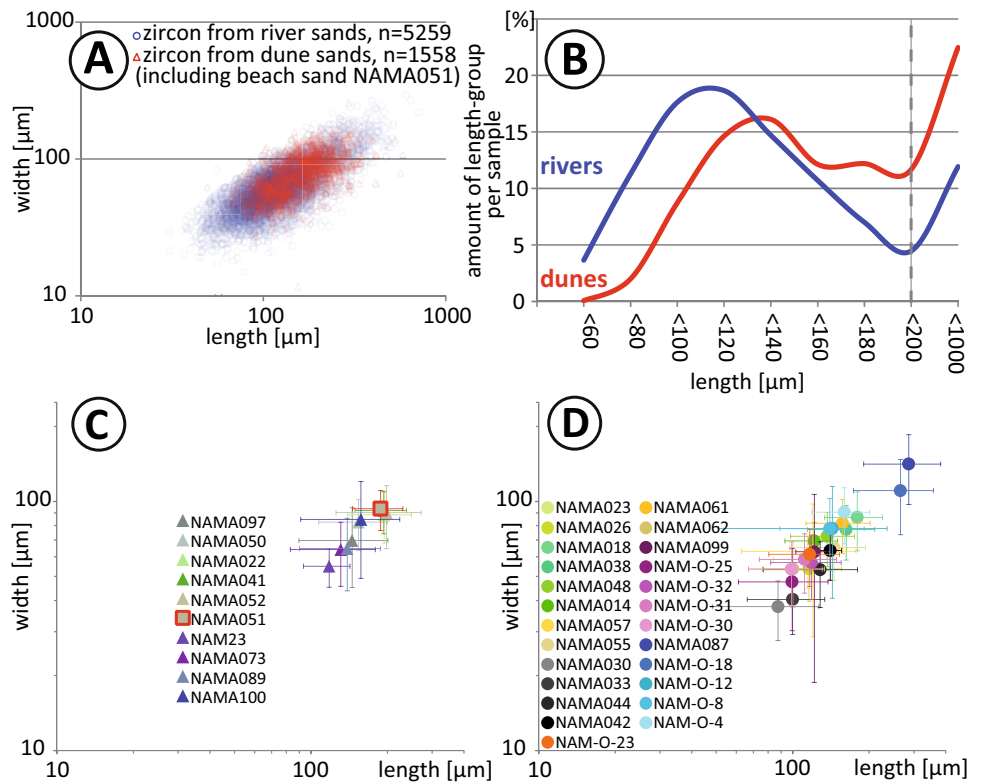 A
1000
zircon from river sands, n=5259
zircon from dune sands, n=1558
(including beach sand NAMA051)
width [µm]
100
10
10
100
1000
length [µm]
B
[%]
20
15
10
5
0
amount of length-group
per sample
rivers
dunes
<60
<80
<100
<120
<140
<160
<180
<200
<1000
length [µm]
C
width [µm]
100
10
NAMA097
NAMA050
NAMA022
NAMA041
NAMA052
NAMA051
NAM23
NAMA073
NAMA089
NAMA100
10
100
length [µm]
D
width [µm]
100
10
NAMA023
NAMA026
NAMA018
NAMA038
NAMA048
NAMA014
NAMA057
NAMA055
NAMA030
NAMA033
NAMA044
NAMA042
NAM-O-23
NAMA061
NAMA062
NAMA099
NAM-O-25
NAM-O-32
NAM-O-31
NAM-O-30
NAMA087
NAM-O-18
NAM-O-12
NAM-O-8
NAM-O-4
10
100
length [µm]